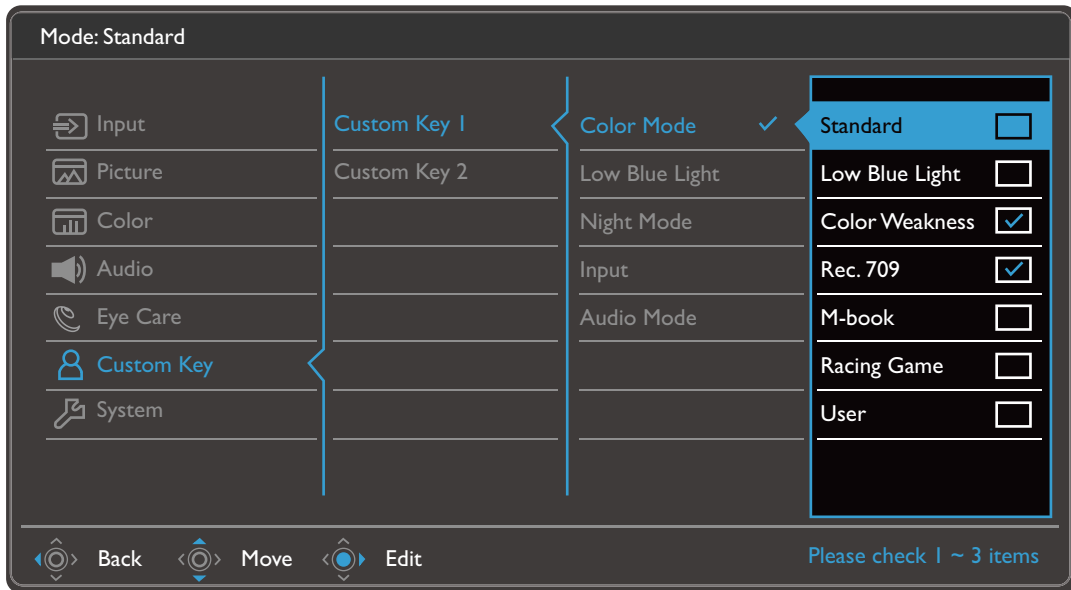 Mode: Standard
Input
Picture
Color
Audio
Eye Care
Custom Key
System
Custom Key 1
Custom Key 2
Color Mode
Low Blue Light
Night Mode
Input
Audio Mode
Standard
Low Blue Light
Color Weakness
Rec. 709
M-book
Racing Game
User
Back
Move
Edit
Please check 1 ~ 3 items